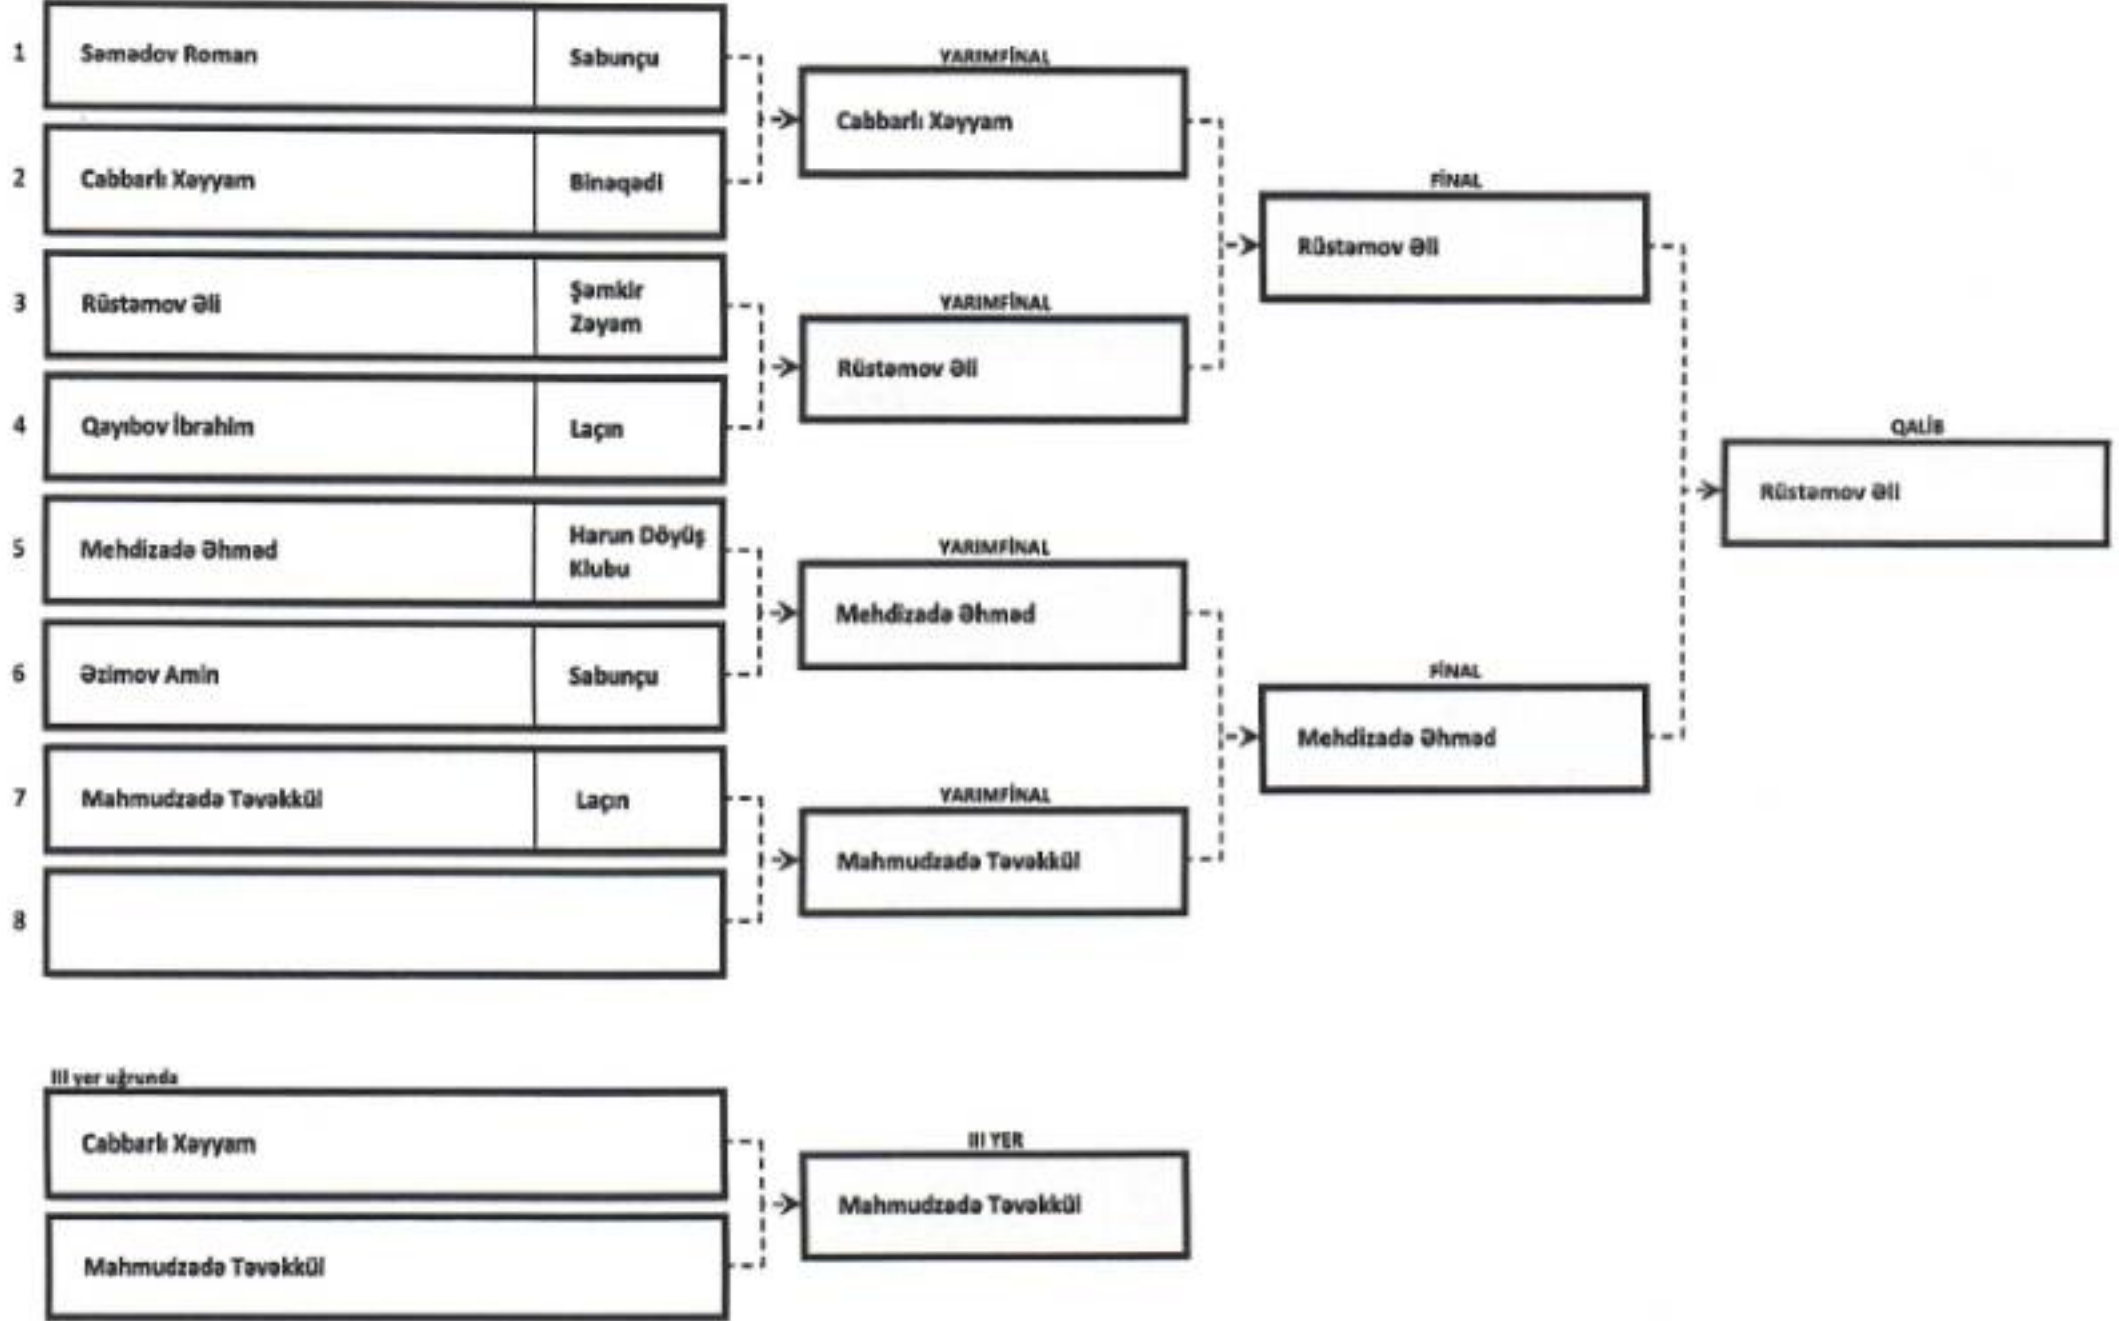 1 Səmədov Roman Sabunçu
2 Cabbarlı Xəyyam Binəqədi
3 Rüstəmov Əli Şəmkir
Zəyəm
4 Qayıbov İbrahim Laçın
5 Mehdizadə Əhməd Harun Döyüş
Klubu
6 Əzimov Amin Sabunçu
7 Mahmudzadə Təvəkkül Laçın
8
YARIMFİNAL
Cabbarlı Xəyyam
YARIMFİNAL
Rüstəmov Əli
YARIMFİNAL
Mehdizadə Əhməd
YARIMFİNAL
Mahmudzadə Təvəkkül
FİNAL
Rüstəmov Əli
FİNAL
Mehdizadə Əhməd
QALİB
Rüstəmov Əli
III yer uğrunda
Cabbarlı Xəyyam
Mahmudzadə Təvəkkül
III YER
Mahmudzadə Təvəkkül